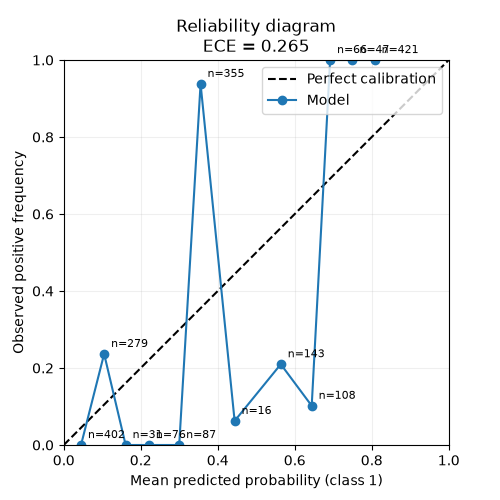 Reliability diagram
ECE = 0.265
n=66
n=47
n=421
n=355
Perfect calibration
Model
n=279
n=143
n=108
n=16
n=402
n=31
n=76
n=87
1.0
0.8
0.6
0.4
0.2
0.0
Observed positive frequency
0.0 0.2 0.4 0.6 0.8 1.0
Mean predicted probability (class 1)